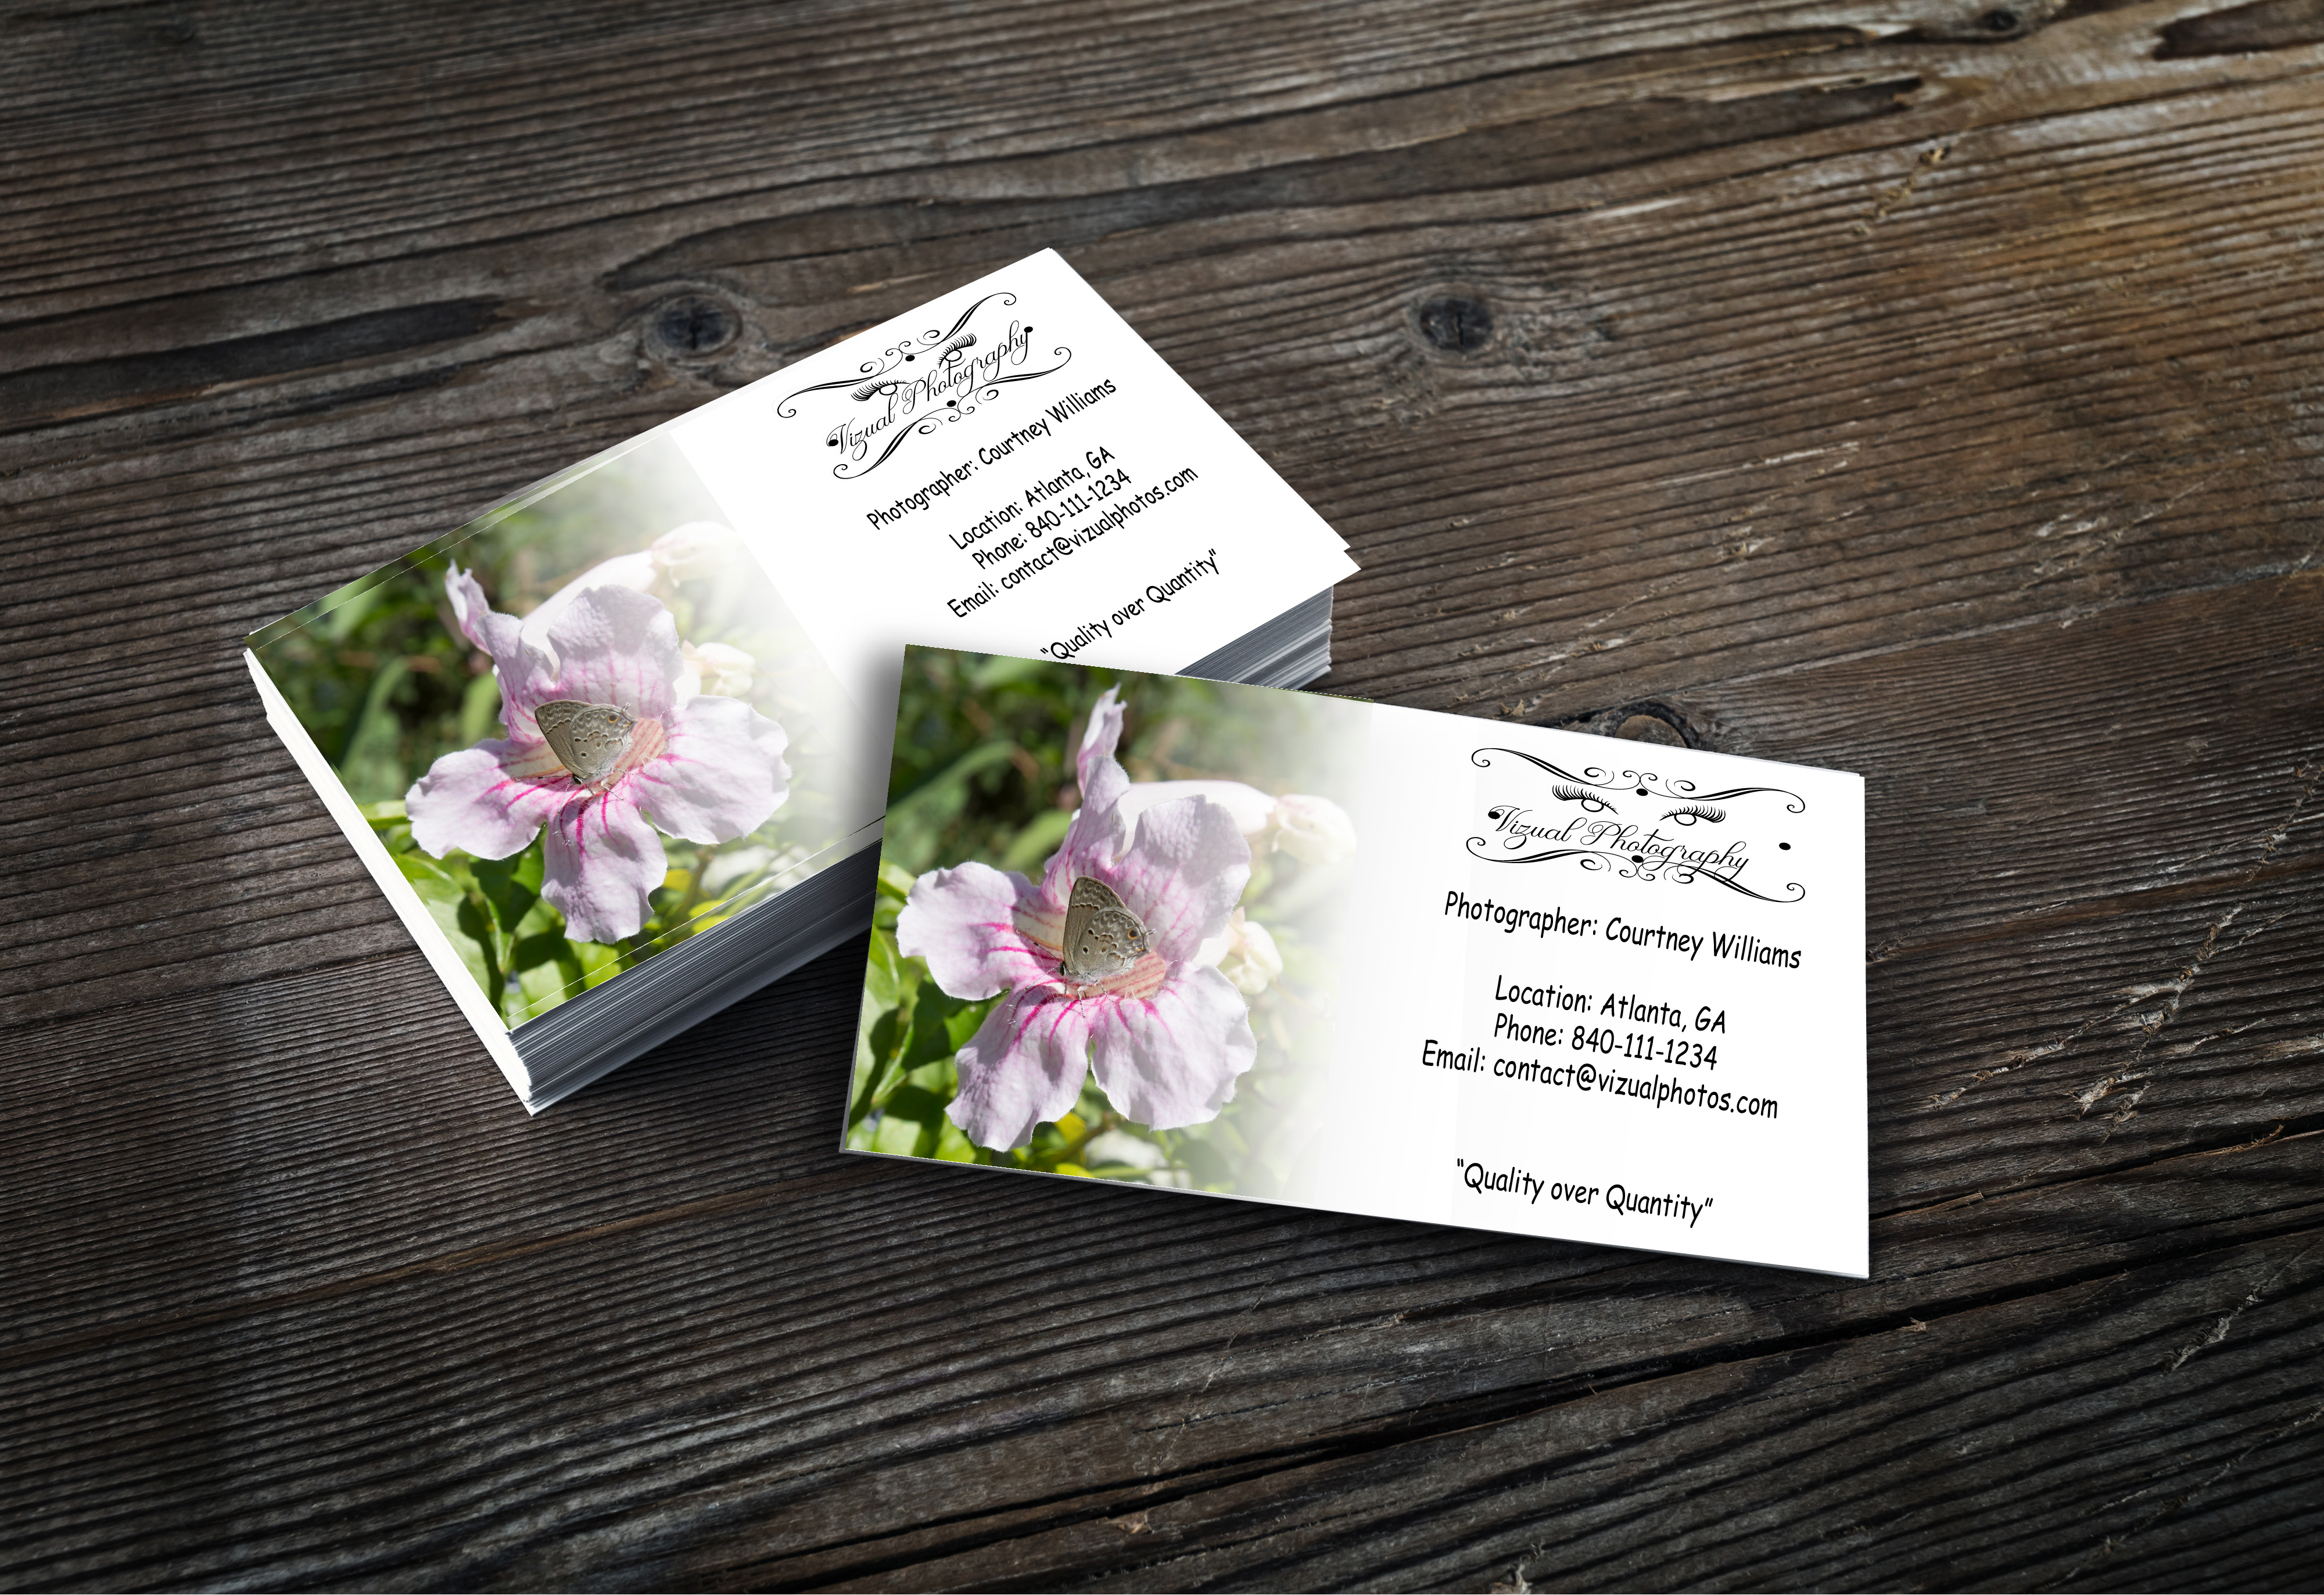 Vizual Photography
Photographer: Courtney Williams
Location: Atlanta, GA
Phone: 840-111-1234
Email: contact@vizualphotos.com
"Quality over Quantity"
Vizual Photography
Photographer: Courtney Williams
Location: Atlanta, GA
Phone: 840-111-1234
Email: contact@vizualphotos.com
"Quality over Quantity"